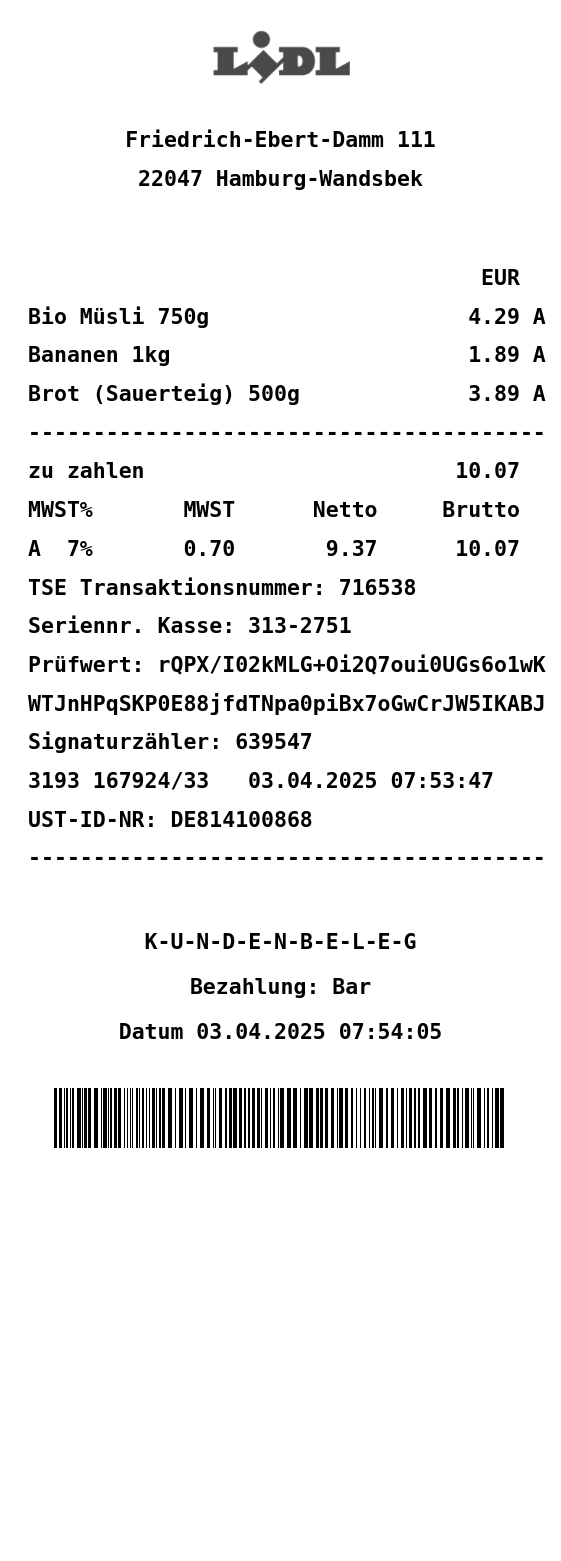 LIDL
Friedrich-Ebert-Damm 111
22047 Hamburg-Wandsbek
EUR
Bio Müsli 750g 4.29 A
Bananen 1kg 1.89 A
Brot (Sauerteig) 500g 3.89 A
----------------------------------------
zu zahlen 10.07
MWST% MWST Netto Brutto
A 7% 0.70 9.37 10.07
TSE Transaktionsnummer: 716538
Seriennr. Kasse: 313-2751
Prüfwert: rQPX/I02kMLG+Oi2Q7oui0UGs6o1wK
WTJnHPqSKP0E88jfdTNpa0piBx7oGwCrJW5IKABJ
Signaturzähler: 639547
3193 167924/33 03.04.2025 07:53:47
UST-ID-NR: DE814100868
----------------------------------------
K-U-N-D-E-N-B-E-L-E-G
Bezahlung: Bar
Datum 03.04.2025 07:54:05